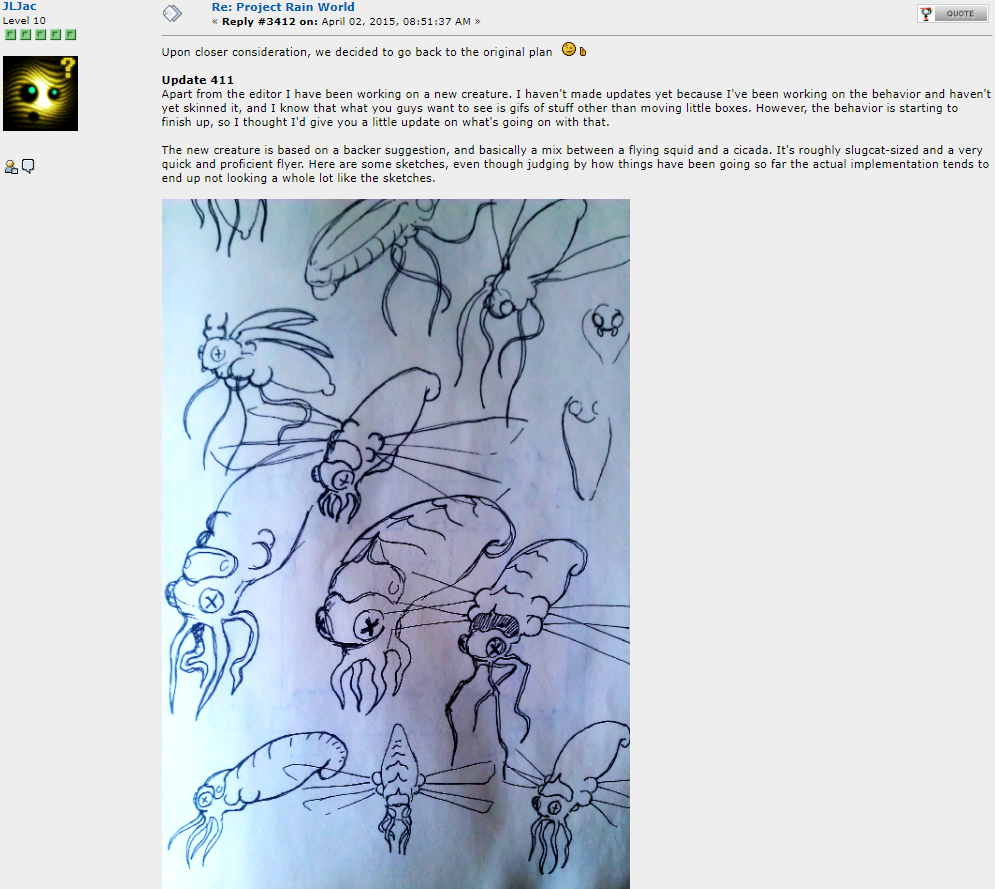 JLJac
Level 10
Re: Project Rain World
« Reply #3412 on: April 02, 2015, 08:51:37 AM »
QUOTE
Upon closer consideration, we decided to go back to the original plan
Update 411
Apart from the editor I have been working on a new creature. I haven't made updates yet because I've been working on the behavior and haven't
yet skinned it, and I know that what you guys want to see is gifs of stuff other than moving little boxes. However, the behavior is starting to
finish up, so I thought I'd give you a little update on what's going on with that.
The new creature is based on a backer suggestion, and basically a mix between a flying squid and a cicada. It's roughly slugcat-sized and a very
quick and proficient flyer. Here are some sketches, even though judging by how things have been going so far the actual implementation tends to
end up not looking a whole lot like the sketches.
?